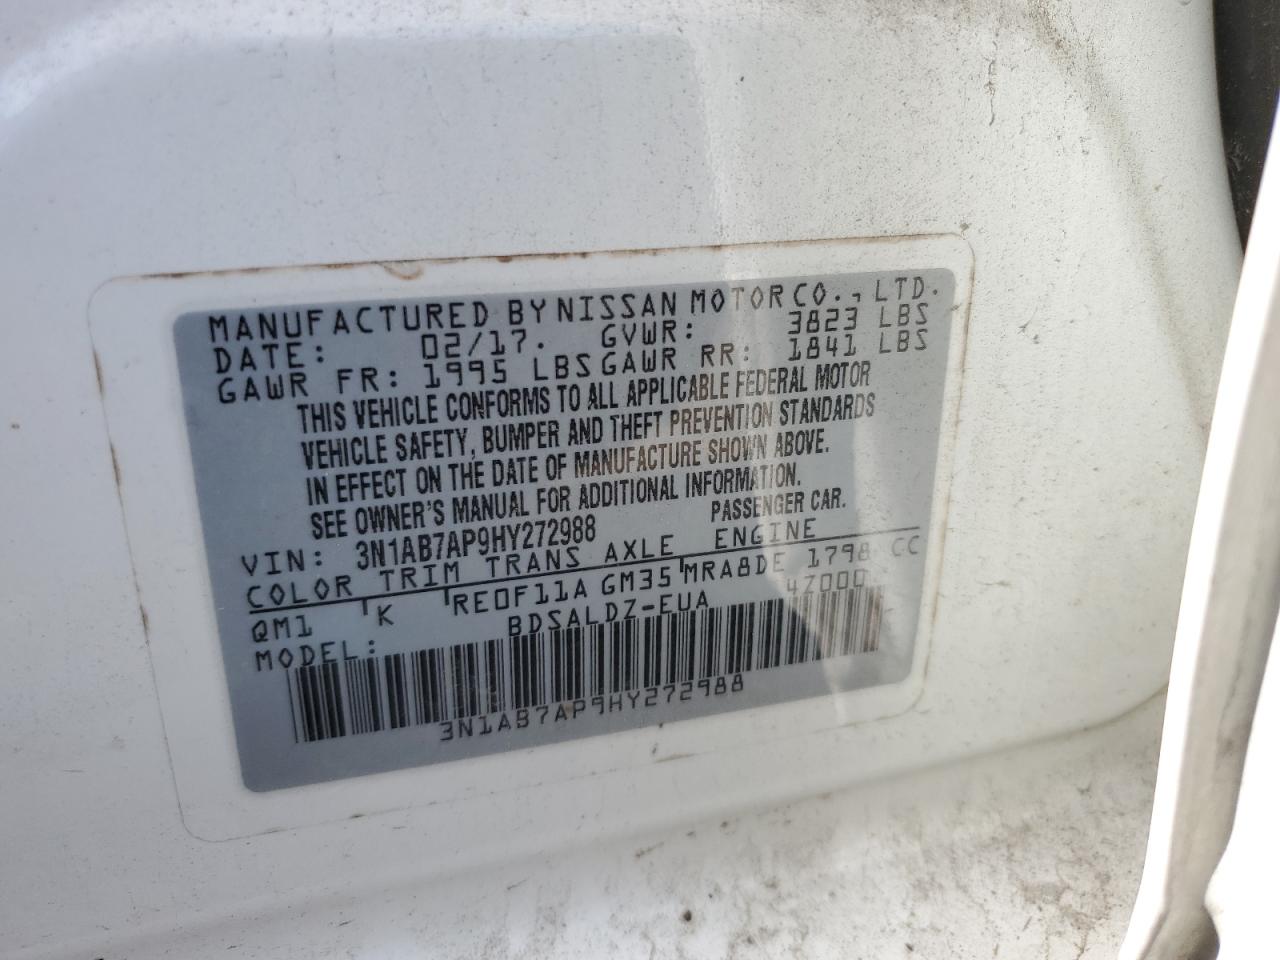 MANUFACTURED BY NISSAN MOTOR CO., LTD.
DATE: 02/17. GVWR: 3823 LBS
GAWR FR: 1995 LBS GAWR RR: 1841 LBS
THIS VEHICLE CONFORMS TO ALL APPLICABLE FEDERAL MOTOR
VEHICLE SAFETY, BUMPER AND THEFT PREVENTION STANDARDS
IN EFFECT ON THE DATE OF MANUFACTURE SHOWN ABOVE.
SEE OWNER'S MANUAL FOR ADDITIONAL INFORMATION.
VIN: 3N1AB7AP9HY272988 PASSENGER CAR.
COLOR TRIM TRANS AXLE ENGINE
QM1 K RE0F11A GM35 MRA8DE 1798 CC
MODEL: BDSALDZ-EUA 4Z000
3N1AB7AP9HY272988